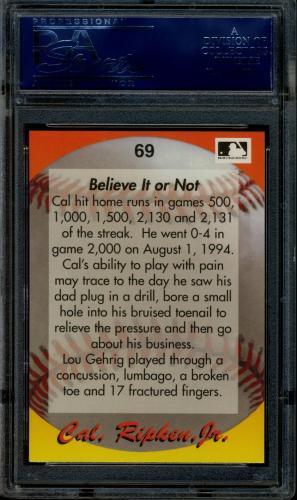 PROFESSIONAL
PSA
A
DIVISION OF
69
Believe It or Not
Cal hit home runs in games 500,
1,000, 1,500, 2,130 and 2,131
of the streak. He went 0-4 in
game 2,000 on August 1, 1994.
Cal's ability to play with pain
may trace to the day he saw his
dad plug in a drill, bore a small
hole into his bruised toenail to
relieve the pressure and then go
about his business.
Lou Gehrig played through a
concussion, lumbago, a broken
toe and 17 fractured fingers.
Cal. Ripken, Jr.